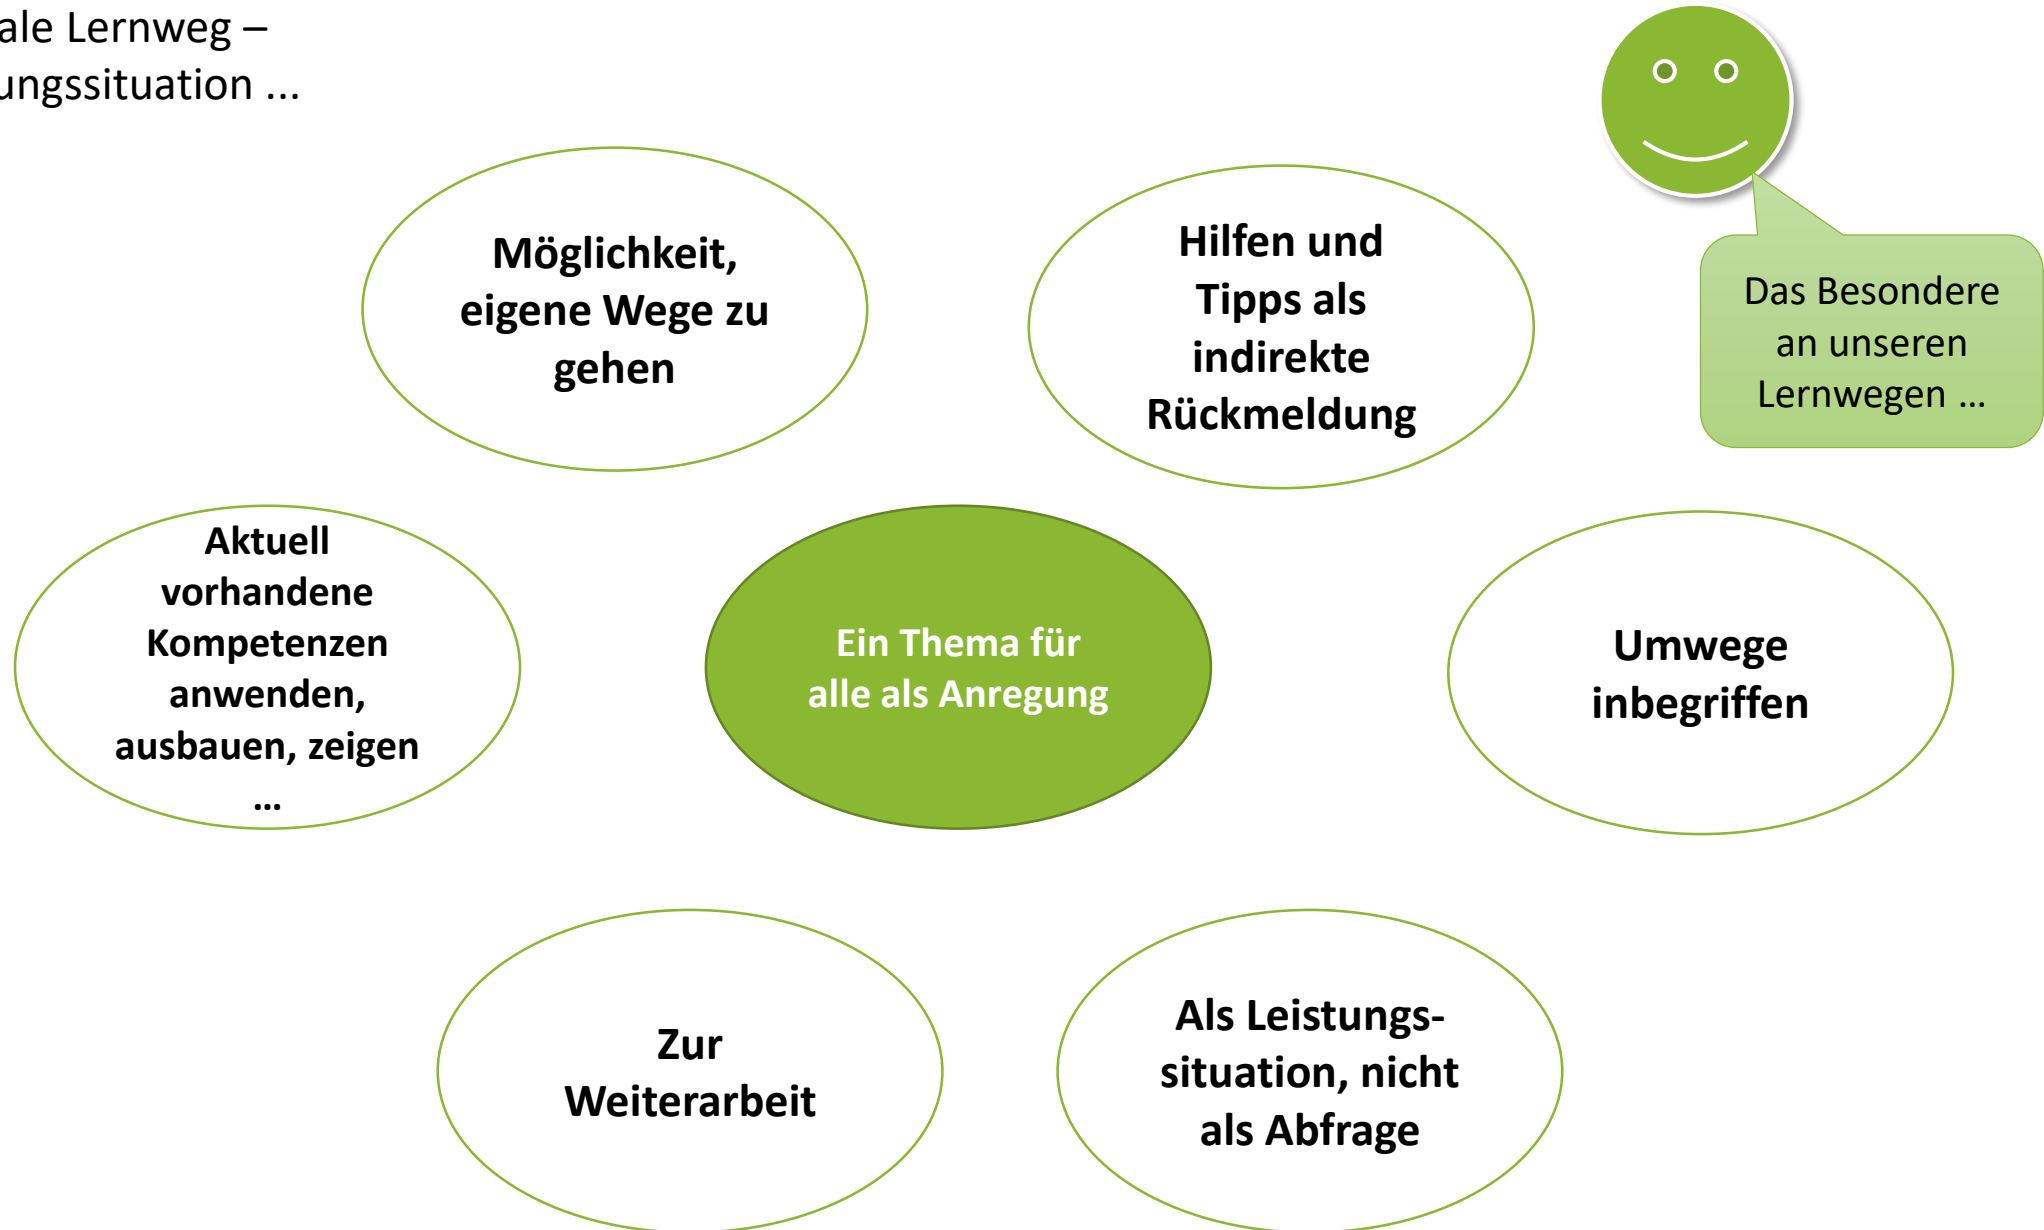 ale Lernweg –
ungssituation ...
Möglichkeit,
eigene Wege zu
gehen
Hilfen und
Tipps als
indirekte
Rückmeldung
Das Besondere
an unseren
Lernwegen …
Aktuell
vorhandene
Kompetenzen
anwenden,
ausbauen, zeigen
…
Ein Thema für
alle als Anregung
Umwege
inbegriffen
Zur
Weiterarbeit
Als Leistungs-
situation, nicht
als Abfrage